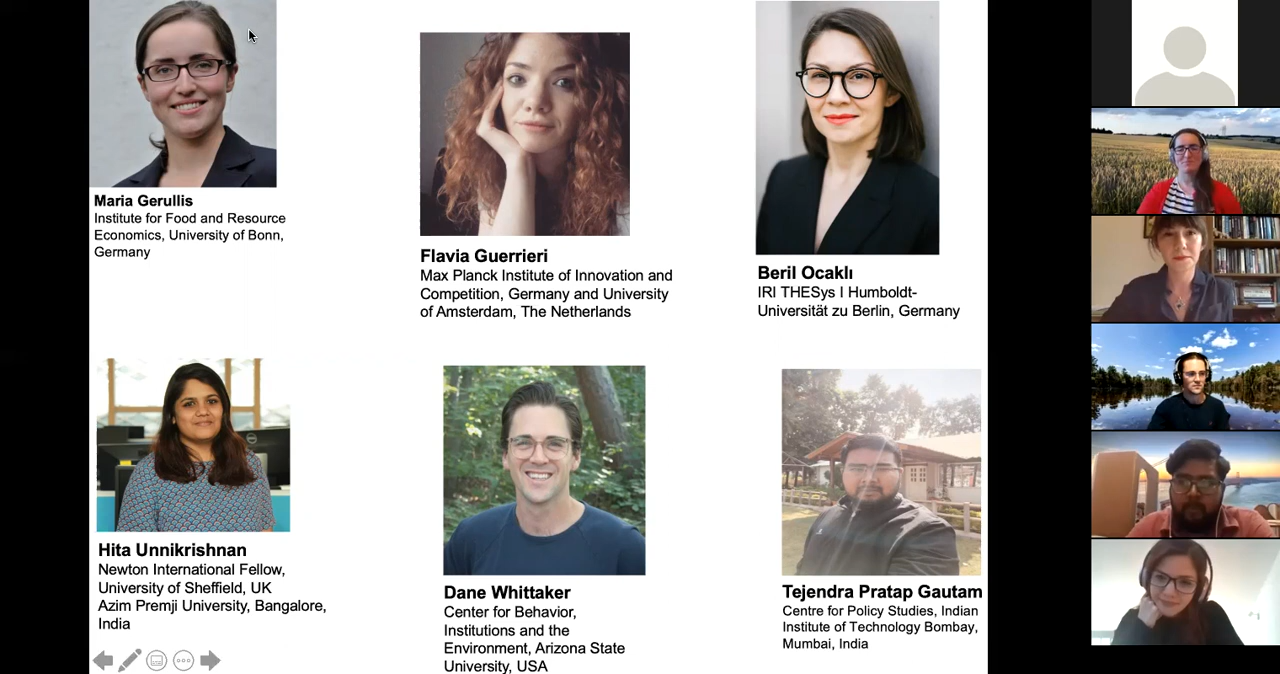 Maria Gerullis
Institute for Food and Resource
Economics, University of Bonn,
Germany
Flavia Guerrieri
Max Planck Institute of Innovation and
Competition, Germany and University
of Amsterdam, The Netherlands
Beril Ocaklı
IRI THESys I Humboldt-
Universität zu Berlin, Germany
Hita Unnikrishnan
Newton International Fellow,
University of Sheffield, UK
Azim Premji University, Bangalore,
India
Dane Whittaker
Center for Behavior,
Institutions and the
Environment, Arizona State
University, USA
Tejendra Pratap Gautam
Centre for Policy Studies, Indian
Institute of Technology Bombay,
Mumbai, India